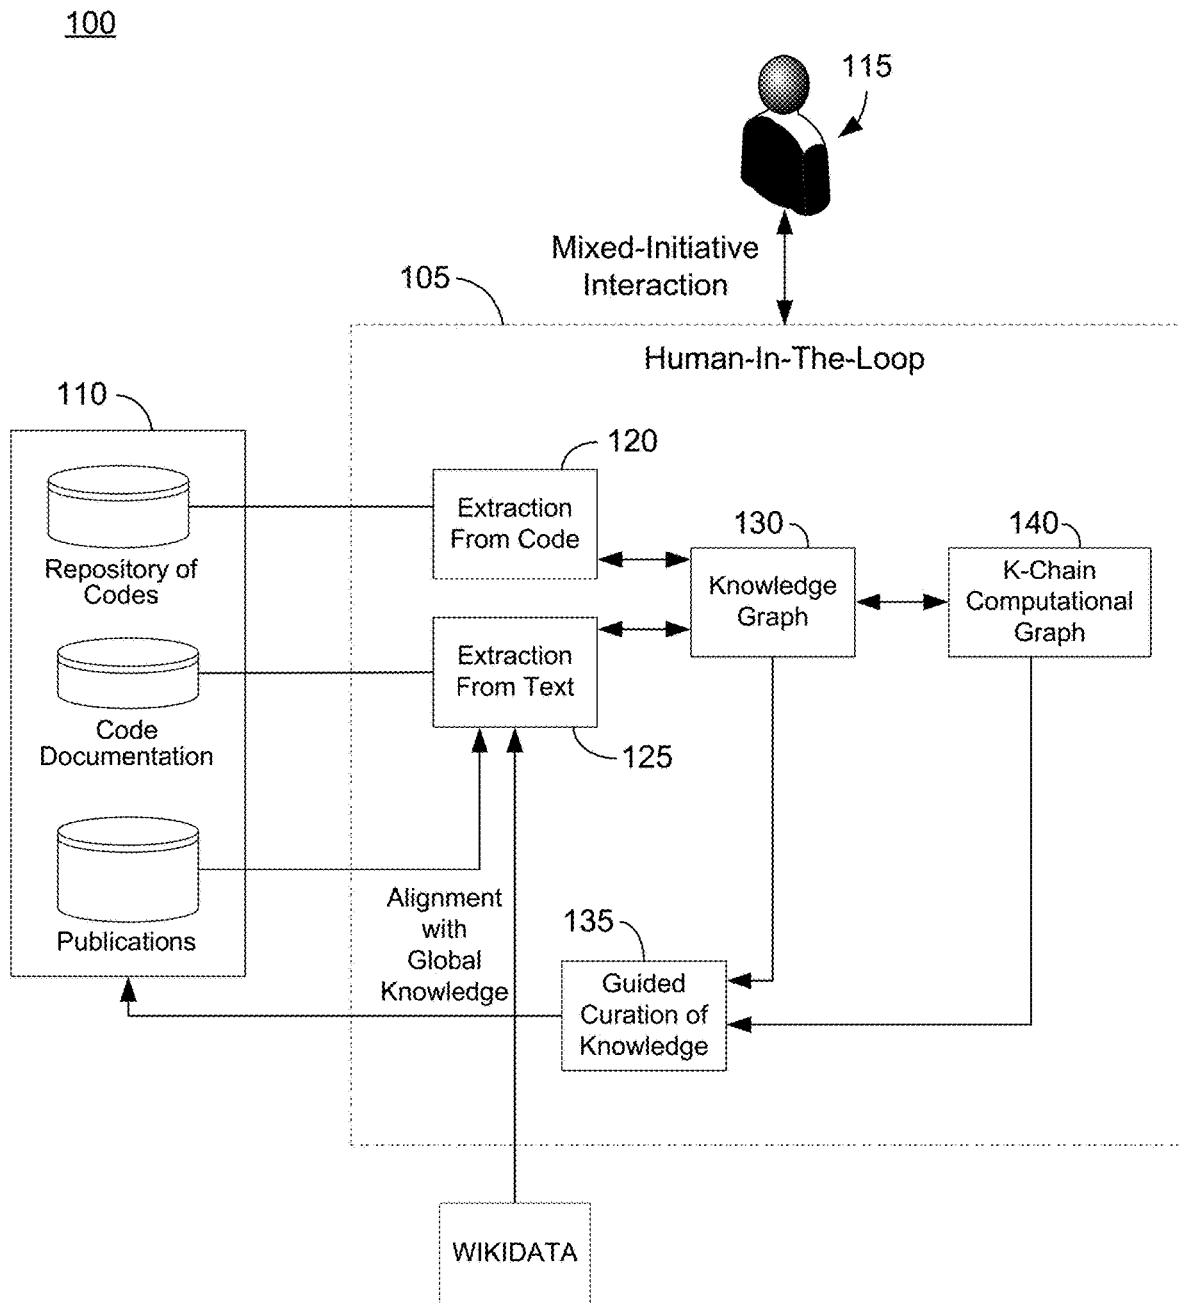 100
115
Mixed-Initiative
Interaction
105
Human-In-The-Loop
110
120
Extraction
From Code
130
140
Repository of
Codes
Knowledge
Graph
K-Chain
Computational
Graph
Extraction
From Text
Code
Documentation
125
Alignment
with
Global
Knowledge
135
Publications
Guided
Curation of
Knowledge
WIKIDATA